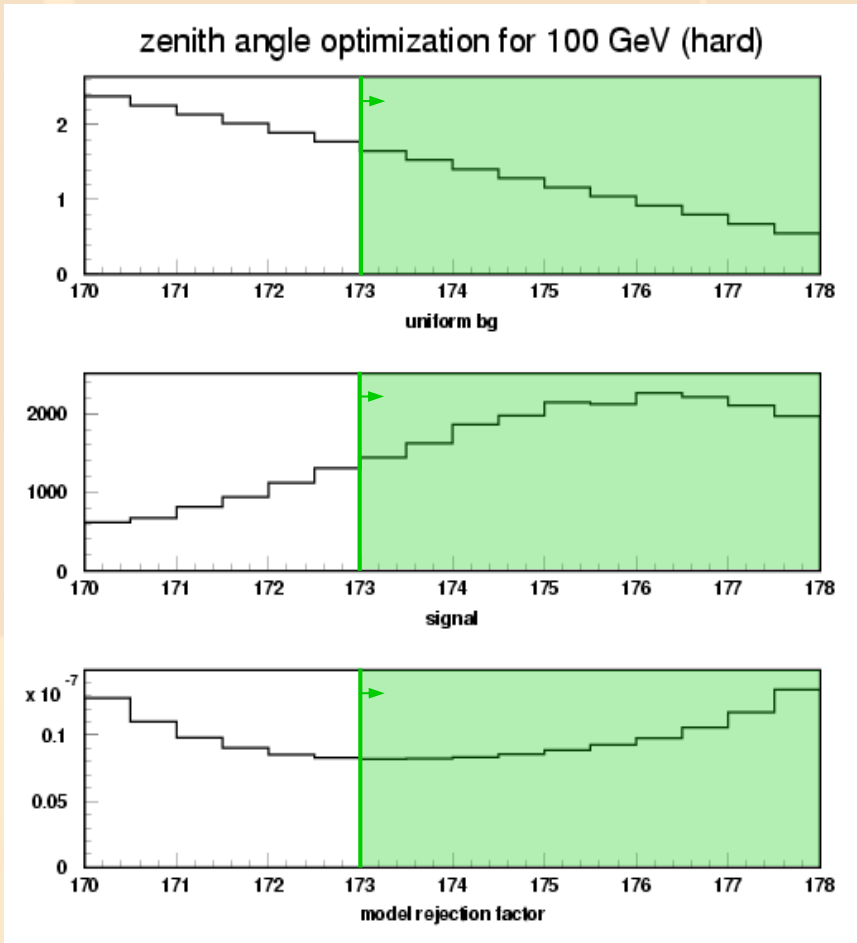 zenith angle optimization for 100 GeV (hard)
2
1
0
170 171 172 173 174 175 176 177 178
uniform bg
2000
1000
0
170 171 172 173 174 175 176 177 178
signal
x 10 -7
0.1
0.05
0
170 171 172 173 174 175 176 177 178
model rejection factor